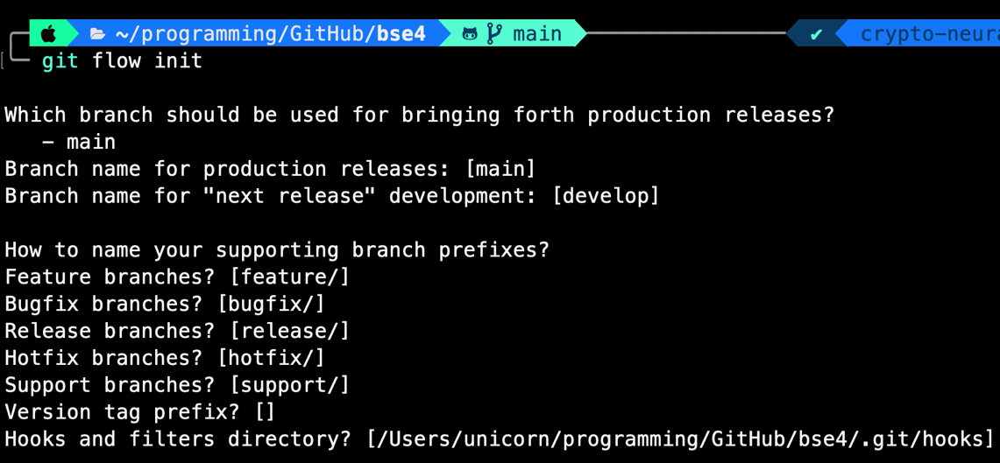 ~/programming/GitHub/bse4 main ✔ crypto-neura
git flow init
Which branch should be used for bringing forth production releases?
- main
Branch name for production releases: [main]
Branch name for "next release" development: [develop]
How to name your supporting branch prefixes?
Feature branches? [feature/]
Bugfix branches? [bugfix/]
Release branches? [release/]
Hotfix branches? [hotfix/]
Support branches? [support/]
Version tag prefix? []
Hooks and filters directory? [/Users/unicorn/programming/GitHub/bse4/.git/hooks]